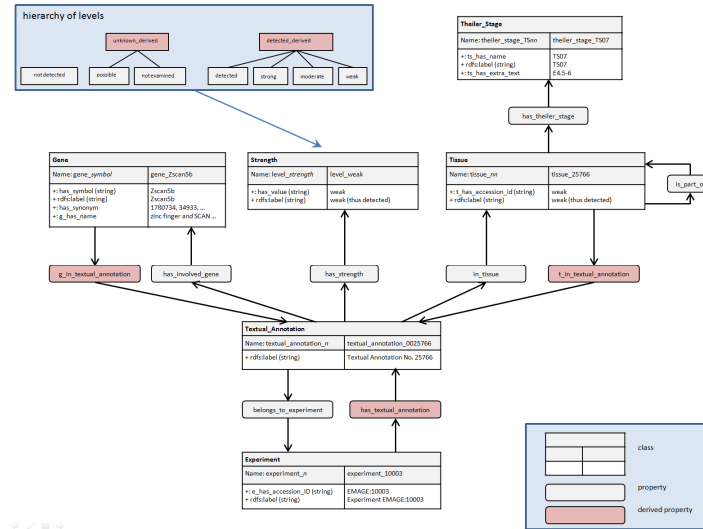 hierarchy of levels
unknown_derived
detected_derived
not detected
possible
not examined
detected
strong
moderate
weak
Theiler_Stage
Name: theiler_stage_TSnn
theiler_stage_TS07
+: ts_has_name
TS07
+ rdfs:label (string)
TS07
+: ts_has_extra_text
E4.5-6
has_theiler_stage
Gene
Name: gene_symbol
gene_Zscan5b
+: has_symbol (string)
Zscan5b
+ rdfs:label (string)
Zscan5b
+: has_synonym
1780734, 34933, ...
+: g_has_name
zinc finger and SCAN ...
Strength
Name: level_strength
level_weak
+: has_value (string)
weak
+ rdfs:label (string)
weak (thus detected)
Tissue
Name: tissue_nn
tissue_25766
+: t_has_accession_id (string)
weak
+ rdfs:label (string)
weak (thus detected)
is_part_o
g_in_textual_annotation
has_involved_gene
has_strength
in_tissue
t_in_textual_annotation
Textual_Annotation
Name: textual_annotation_n
textual_annotation_0025766
+ rdfs:label (string)
Textual Annotation No. 25766
belongs_to_experiment
has_textual_annotation
Experiment
Name: experiment_n
experiment_10003
+: e_has_accession_ID (string)
EMAGE:10003
+ rdfs:label (string)
Experiment EMAGE:10003
class
property
derived property